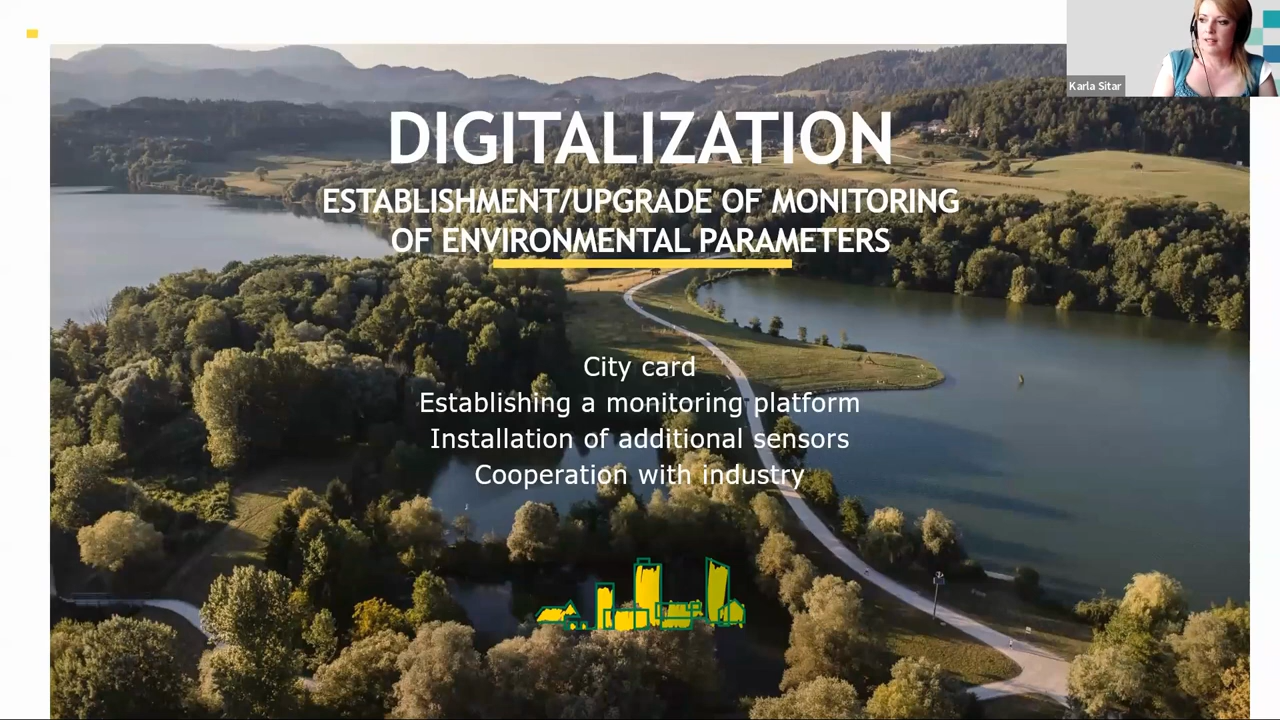 Karla Sitar
DIGITALIZATION
ESTABLISHMENT/UPGRADE OF MONITORING
OF ENVIRONMENTAL PARAMETERS
City card
Establishing a monitoring platform
Installation of additional sensors
Cooperation with industry